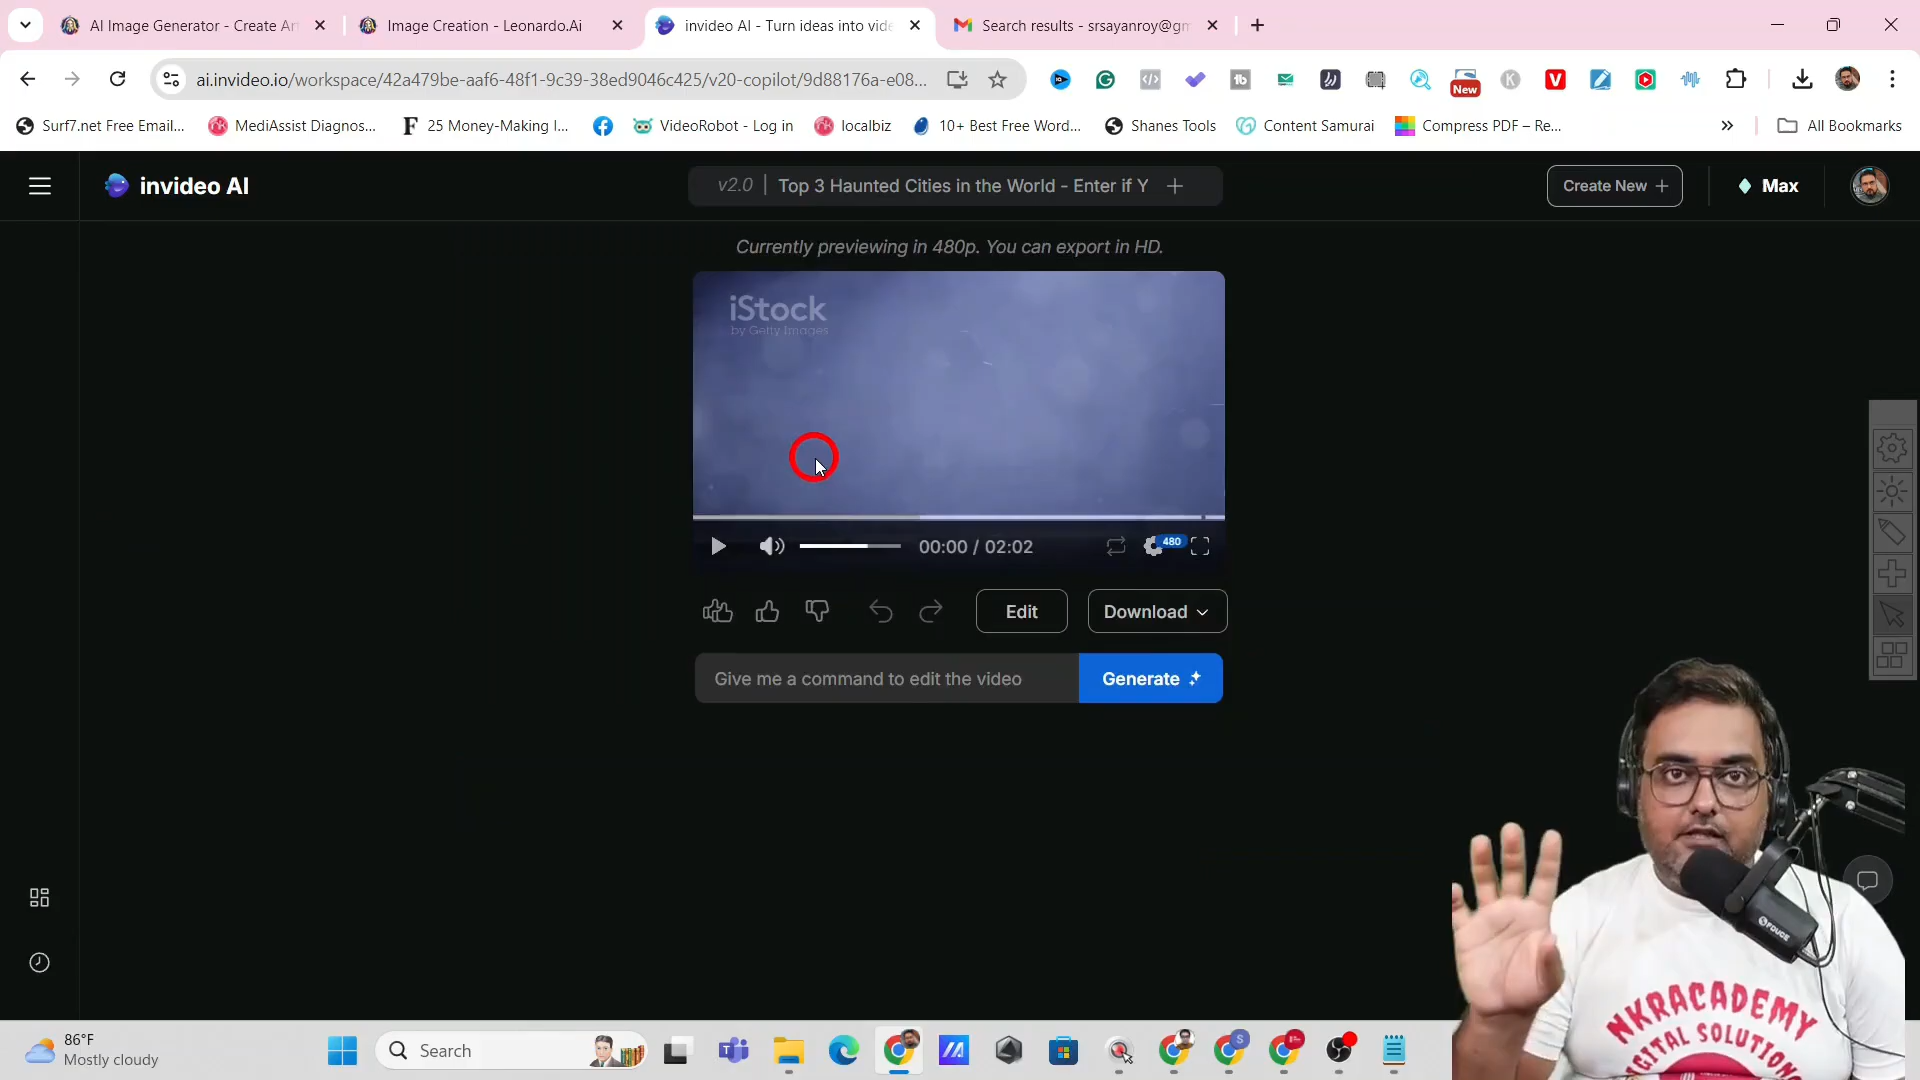 AI Image Generator - Create Ar
Image Creation - Leonardo.Ai
invideo AI - Turn ideas into vide
Search results - srsayanroy@gm
ai.invideo.io/workspace/42a479be-aaf6-48f1-9c39-38ed9046c425/v20-copilot/9d88176a-e08...
New
Surf7.net Free Email...
MediAssist Diagnos...
25 Money-Making I...
VideoRobot - Log in
localbiz
10+ Best Free Word...
Shanes Tools
Content Samurai
Compress PDF – Re...
All Bookmarks
invideo AI
v2.0 | Top 3 Haunted Cities in the World - Enter if Y
Create New
Max
Currently previewing in 480p. You can export in HD.
iStock
by Getty Images
00:00 / 02:02
480
Edit
Download
Give me a command to edit the video
Generate
FDUCE
NKRACADEMY
DIGITAL SOLUTIONS
86°F
Mostly cloudy
Search